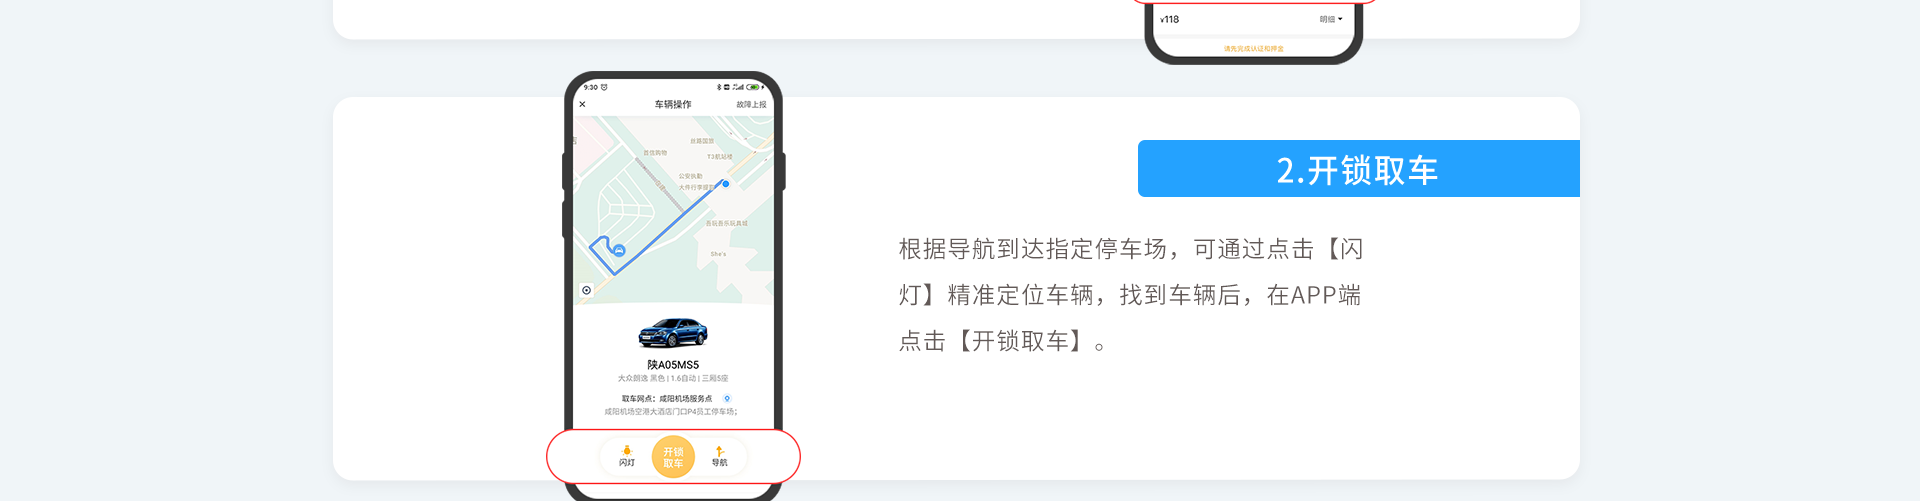 ¥118
明细
请先完成认证和押金
9:30
车辆操作
故障上报
丝路国旅
首优购物
T3航站楼
公安执勤
大件行李提取
吾玩吾乐玩具城
She's
陕A05MS5
大众朗逸 黑色 | 1.6自动 | 三厢5座
取车网点：咸阳机场服务点
咸阳机场空港大酒店门口P4员工停车场；
闪灯
开锁
取车
导航
2.开锁取车
根据导航到达指定停车场，可通过点击【闪
灯】精准定位车辆，找到车辆后，在APP端
点击【开锁取车】。